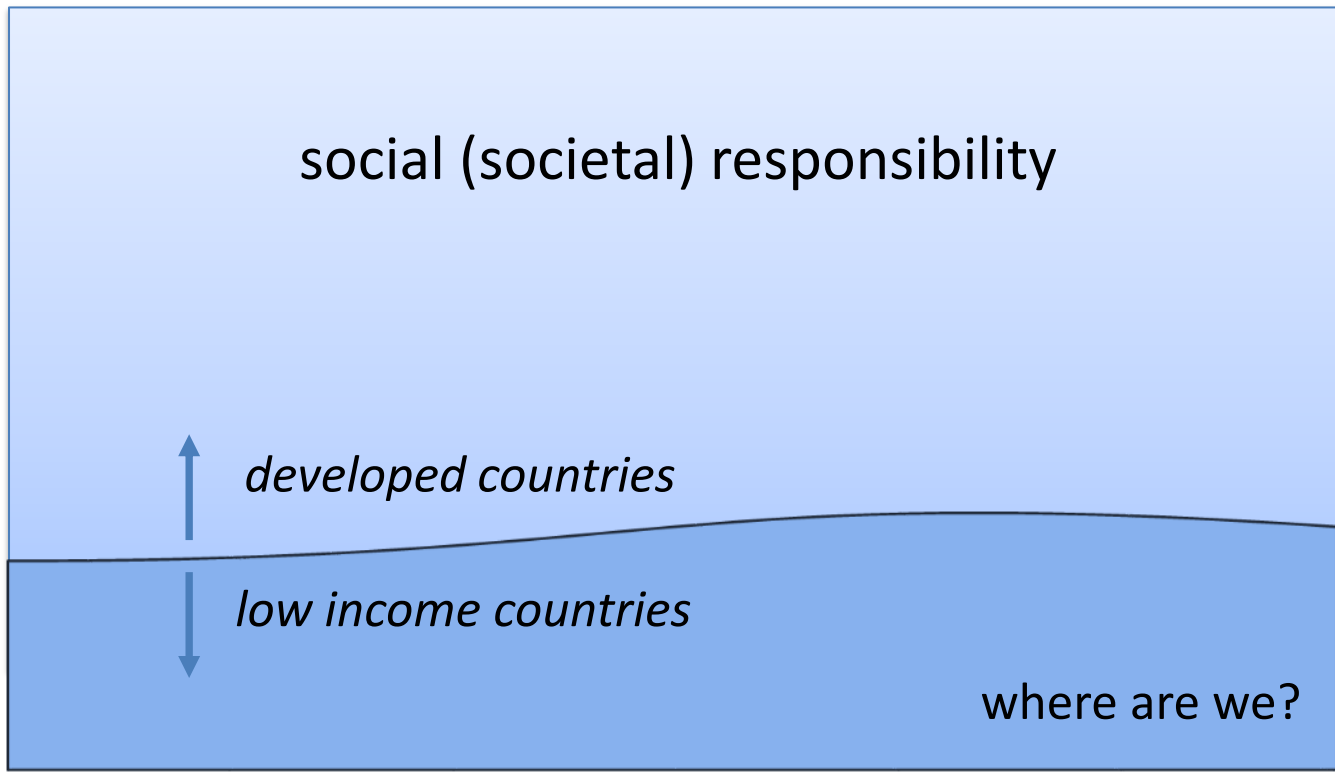 social (societal) responsibility
developed countries
low income countries
where are we?